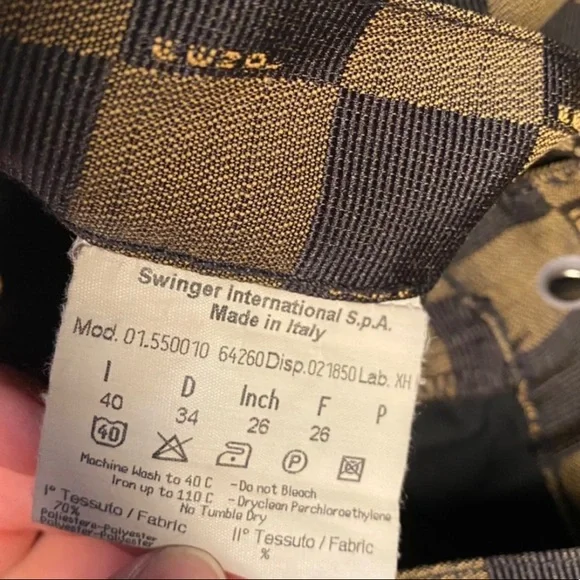 Swinger International S.p.A.
Made in Italy
Mod. 01.550010 64260 Disp.021850 Lab. XH
I D Inch F P
40 34 26 26
40 P
Machine Wash to 40 C - Do not Bleach
Iron up to 110 C - Dryclean Perchloroethylene
No Tumble Dry
I° Tessuto / Fabric II° Tessuto / Fabric
70% %
Poliestere-Polyester